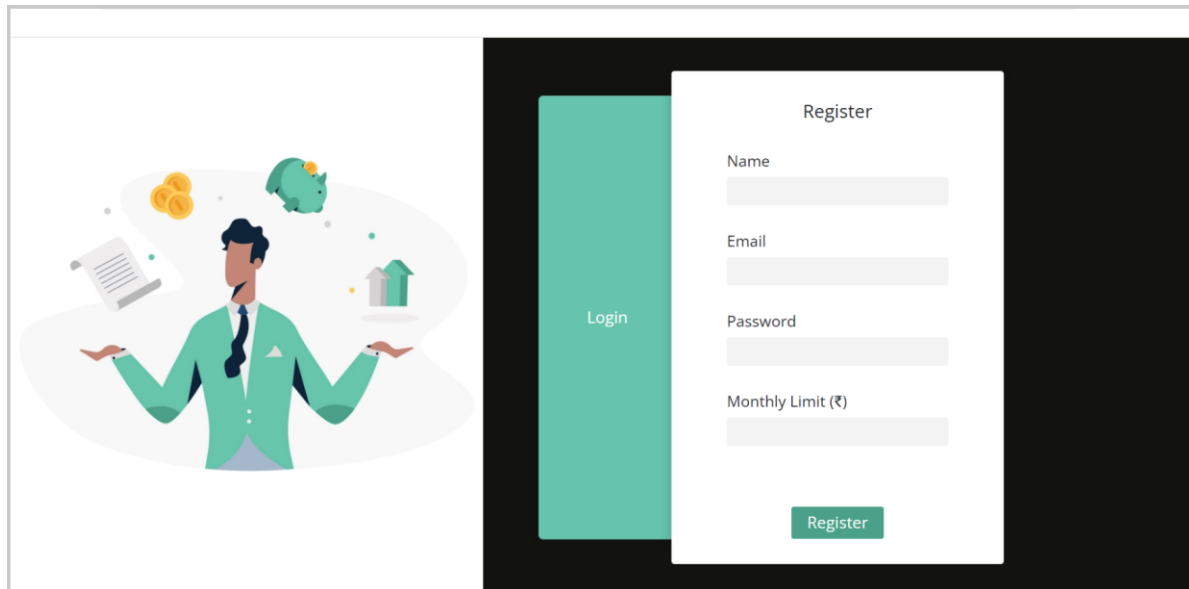 Login
Register
Name
Email
Password
Monthly Limit (₹)
Register